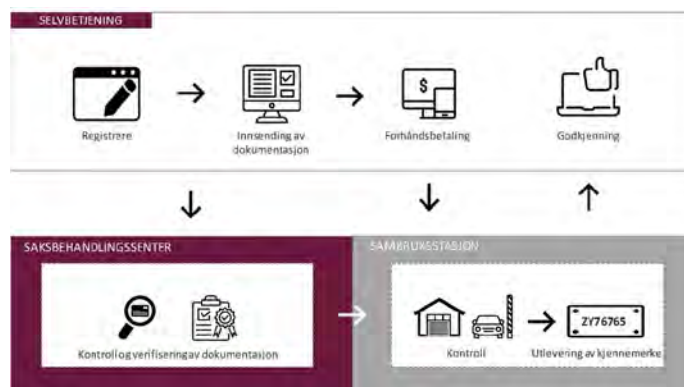 SELVBETJENING
Registrere
Innsending av
dokumentasjon
$
Forhåndsbetaling
Godkjenning
SAKSBEHANDLINGSSENTER
Kontroll og verifisering av dokumentasjon
SAMBRUKSSTASJON
ZY76765
Kontroll
Utlevering av kjennemerke